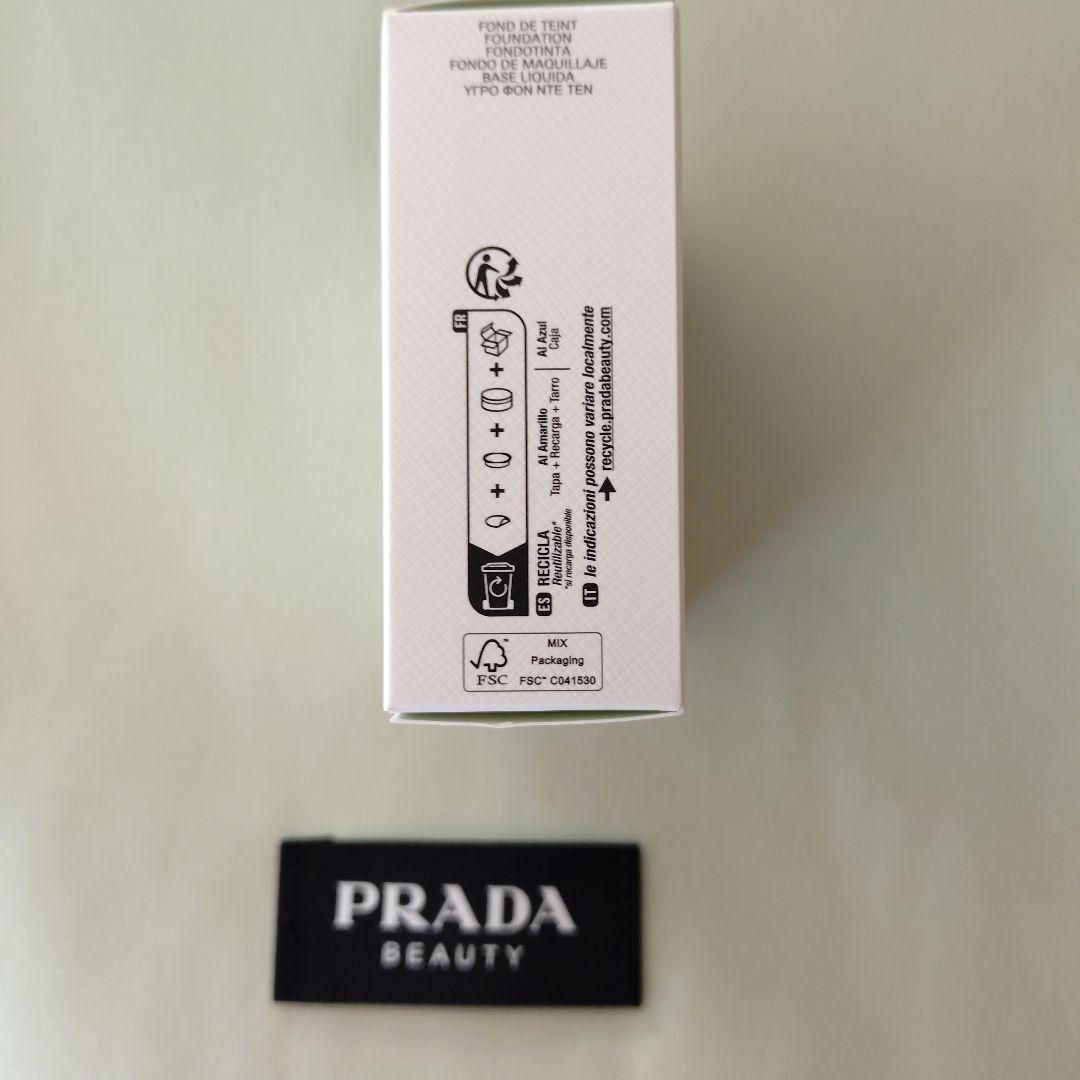 FOND DE TEINT
FOUNDATION
FONDOTINTA
FONDO DE MAQUILLAJE
BASE LIQUIDA
ΥΓΡΟ ΦΟΝ ΝΤΕ ΤΕΝ
FR
ES RECICLA
Reutilizable*
*si recarga disponible
Al Amarillo
Tapa + Recarga + Tarro
Al Azul
Caja
IT le indicazioni possono variare localmente
recycle.pradabeauty.com
FSC™
MIX
Packaging
FSC™ C041530
PRADA
BEAUTY